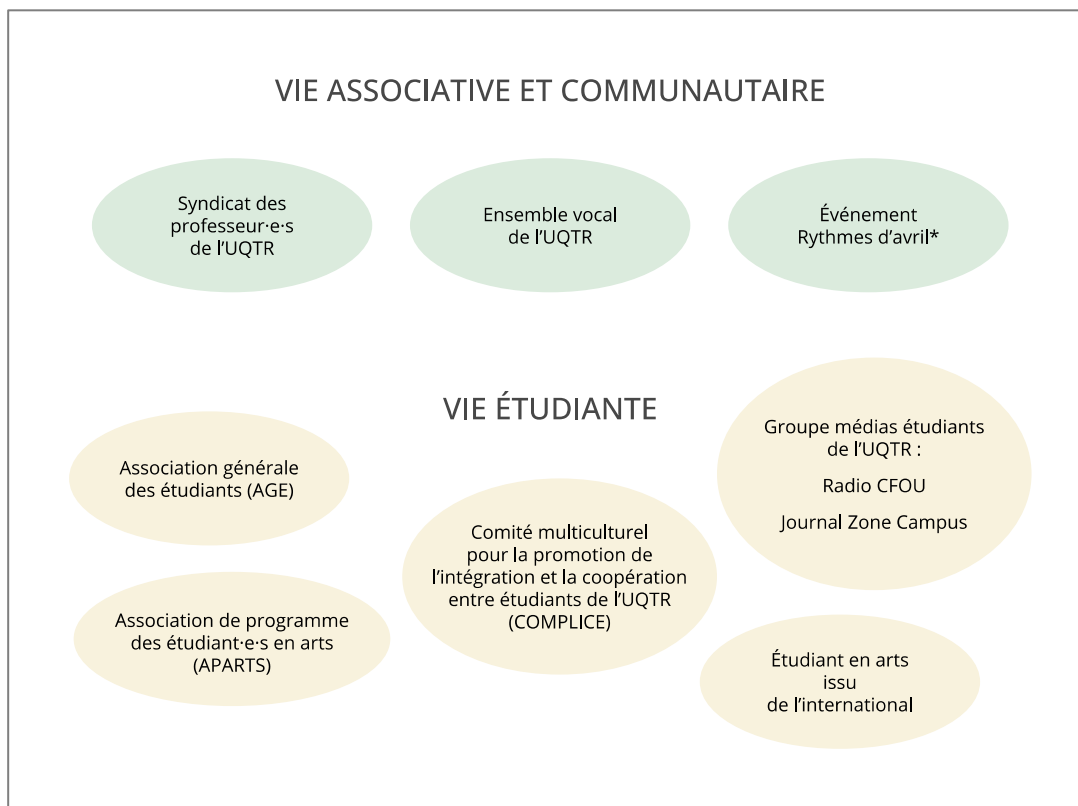 VIE ASSOCIATIVE ET COMMUNAUTAIRE
Syndicat des
professeur·e·s
de l’UQTR
Ensemble vocal
de l’UQTR
Événement
Rythmes d’avril*
VIE ÉTUDIANTE
Association générale
des étudiants (AGE)
Association de programme
des étudiant·e·s en arts
(APARTS)
Comité multiculturel
pour la promotion de
l’intégration et la coopération
entre étudiants de l’UQTR
(COMPLICE)
Groupe médias étudiants
de l’UQTR :
Radio CFOU
Journal Zone Campus
Étudiant en arts
issu
de l’international